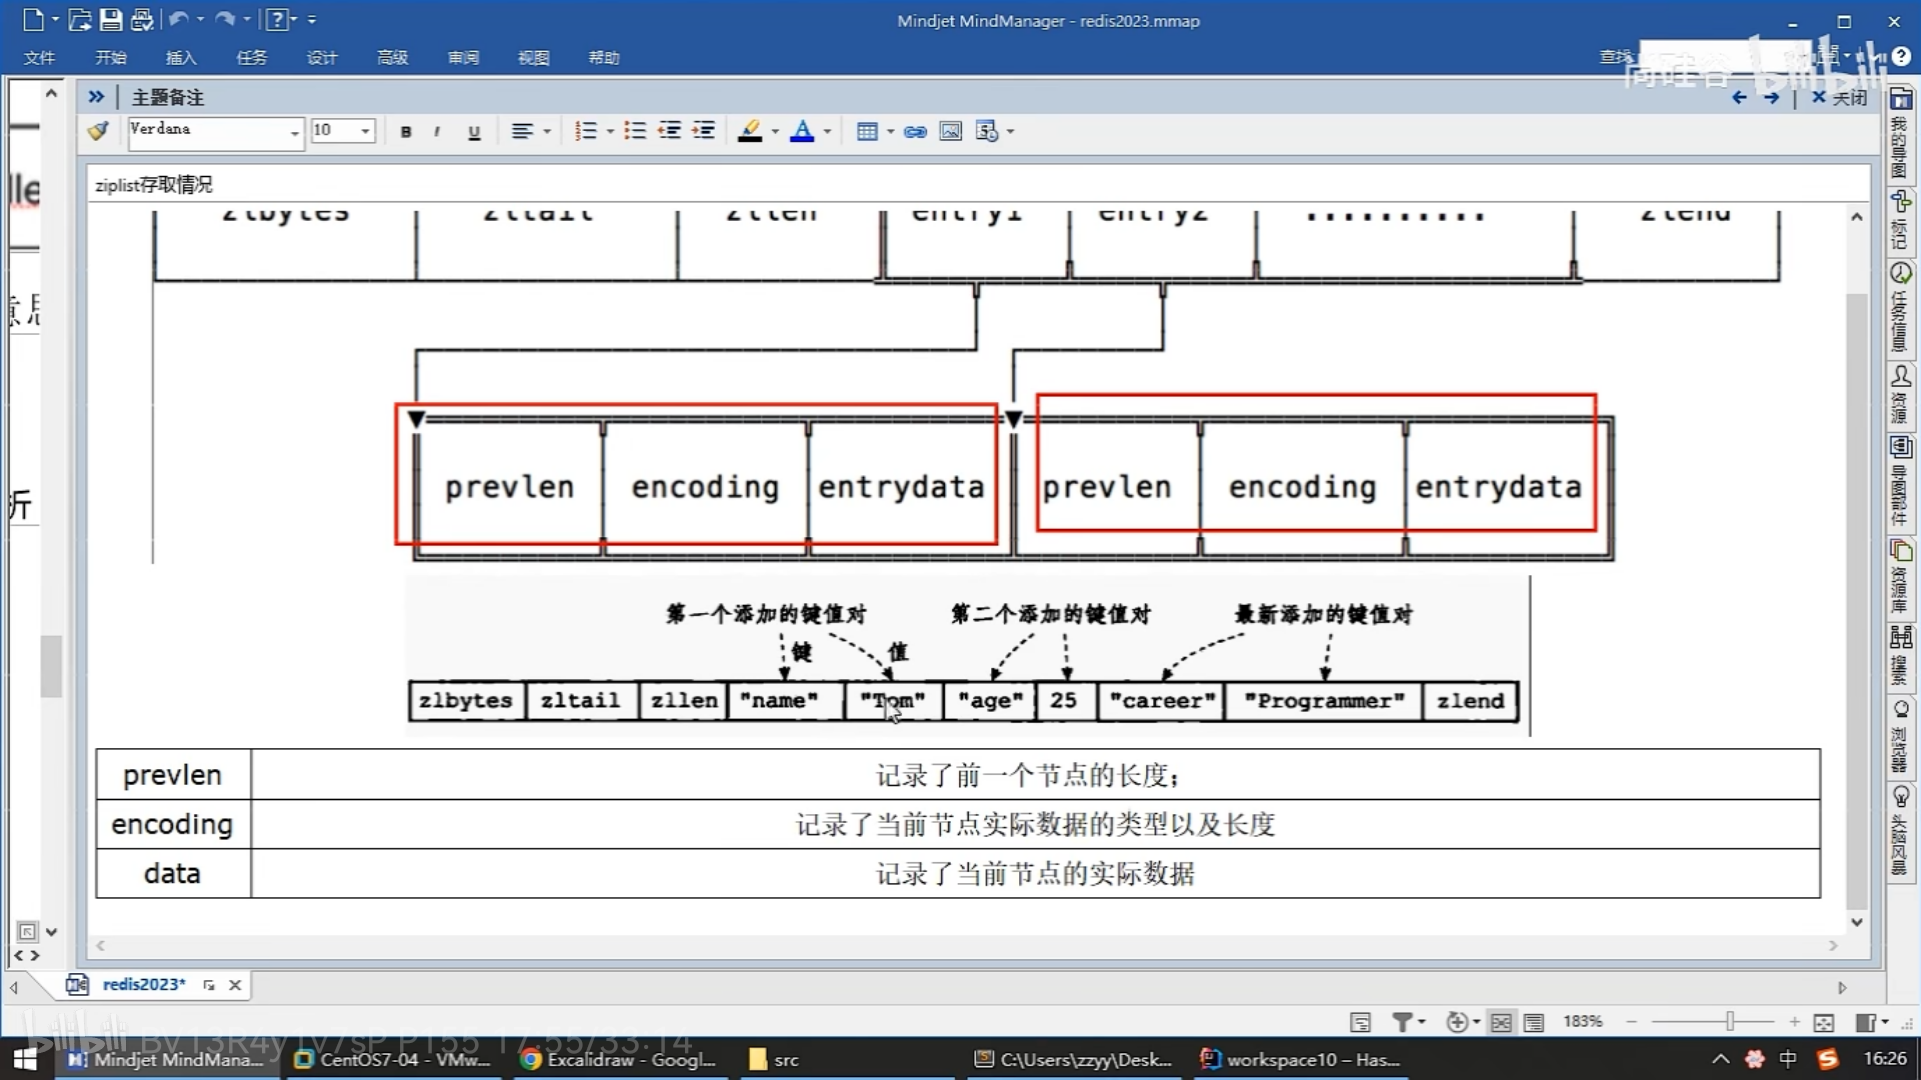 Mindjet MindManager - redis2023.mmap
文件 开始 插入 任务 设计 高级 审阅 视图 帮助
查找
尚硅谷 bilibili
主题备注
关闭
Verdana 10 B I U
ziplist存取情况
zlbytes zltail zllen entry1 entry2 .......... zlend
prevlen encoding entrydata prevlen encoding entrydata
第一个添加的键值对 第二个添加的键值对 最新添加的键值对
键 值
zlbytes zltail zllen "name" "Tom" "age" 25 "career" "Programmer" zlend
prevlen 记录了前一个节点的长度；
encoding 记录了当前节点实际数据的类型以及长度
data 记录了当前节点的实际数据
我的导图
标记
任务信息
资源
导图部件
资源库
搜索
浏览器
头脑风暴
析
redis2023*
183%
bilibili BV13R4y1v7sP P155 17:55/33:14
Mindjet MindMana... CentOS7-04 - VMw... Excalidraw - Googl... src C:\Users\zzyy\Desk... workspace10 – Has... 中 16:26